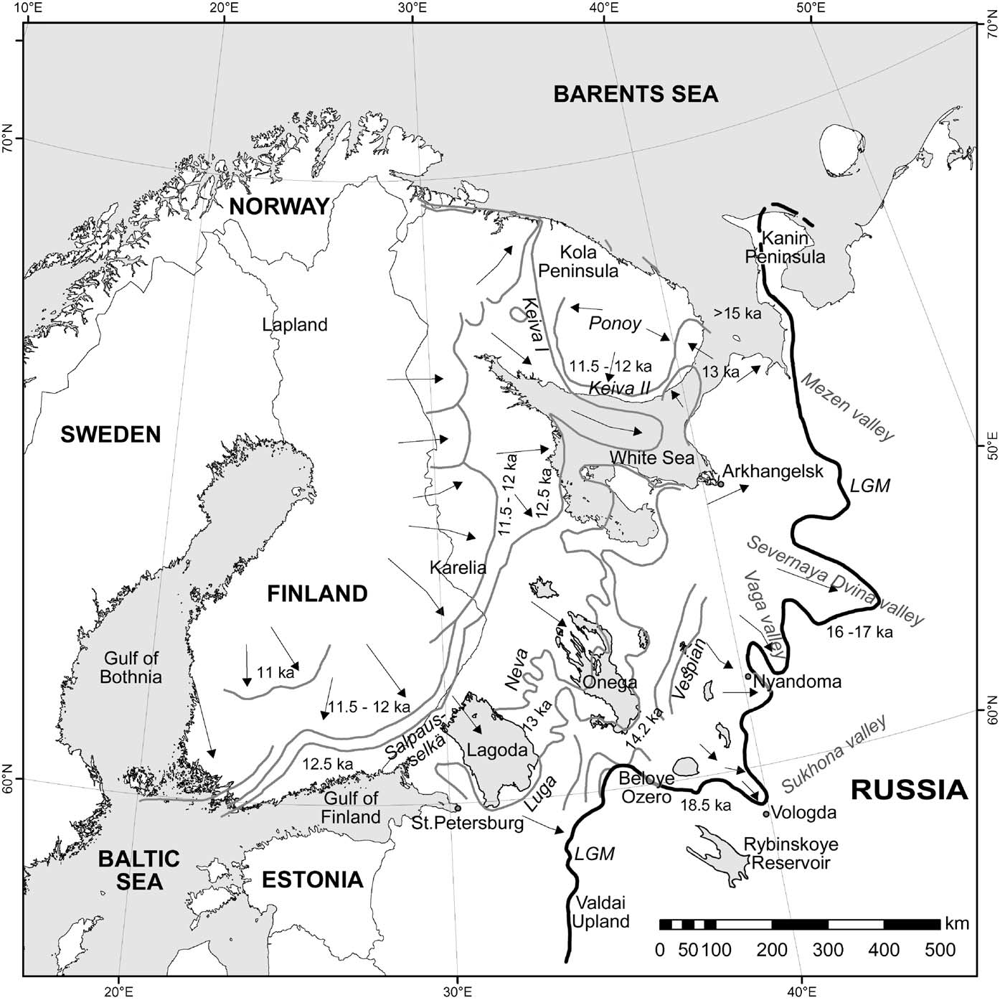 10°E
20°E
30°E
40°E
50°E
70°N
BARENTS SEA
70°N
NORWAY
Kanin
Peninsula
Kola
Peninsula
Lapland
Keiva I
Ponoy
>15 ka
11.5 - 12 ka
13 ka
Keiva II
Mezen valley
SWEDEN
50°E
White Sea
Arkhangelsk
LGM
11.5 - 12 ka
12.5 ka
Severnaya Dvina valley
Karelia
Vaga valley
FINLAND
16 -17 ka
Gulf of
Bothnia
11 ka
Neva
Onega
Vespian
Nyandoma
11.5 - 12 ka
13 ka
14.2 ka
60°N
Salpaus-
selkä
Lagoda
Sukhona valley
12.5 ka
60°N
Luga
Beloye
Ozero
18.5 ka
RUSSIA
Gulf of
Finland
St.Petersburg
Vologda
Rybinskoye
Reservoir
BALTIC
SEA
LGM
ESTONIA
Valdai
Upland
km
0 50 100 200 300 400 500
20°E
30°E
40°E